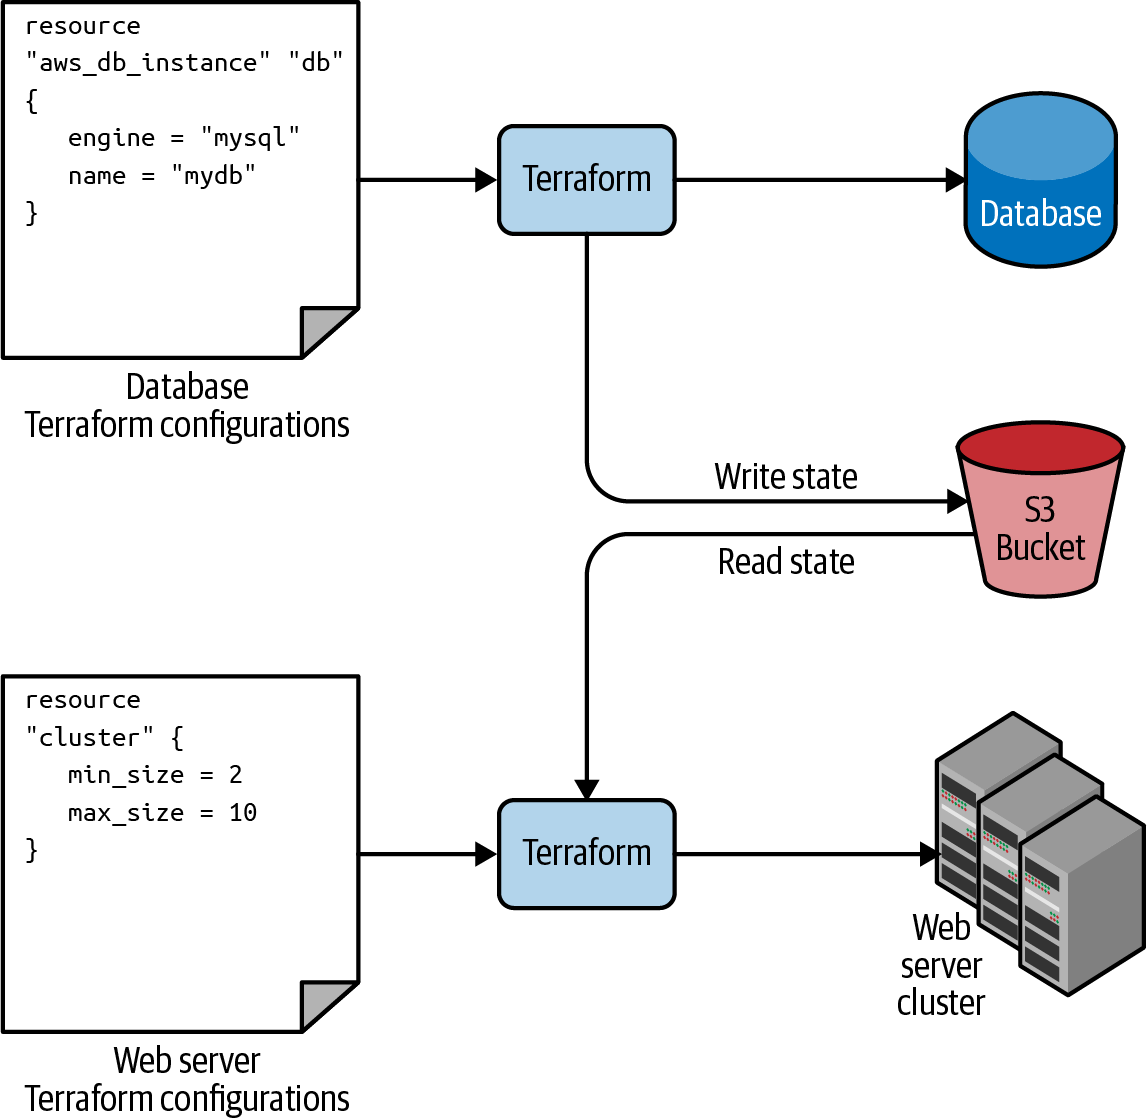 resource
"aws_db_instance" "db"
{
   engine = "mysql"
   name = "mydb"
}
Database
Terraform configurations
Terraform
Database
Write state
Read state
S3
Bucket
resource
"cluster" {
   min_size = 2
   max_size = 10
}
Web server
Terraform configurations
Terraform
Web
server
cluster